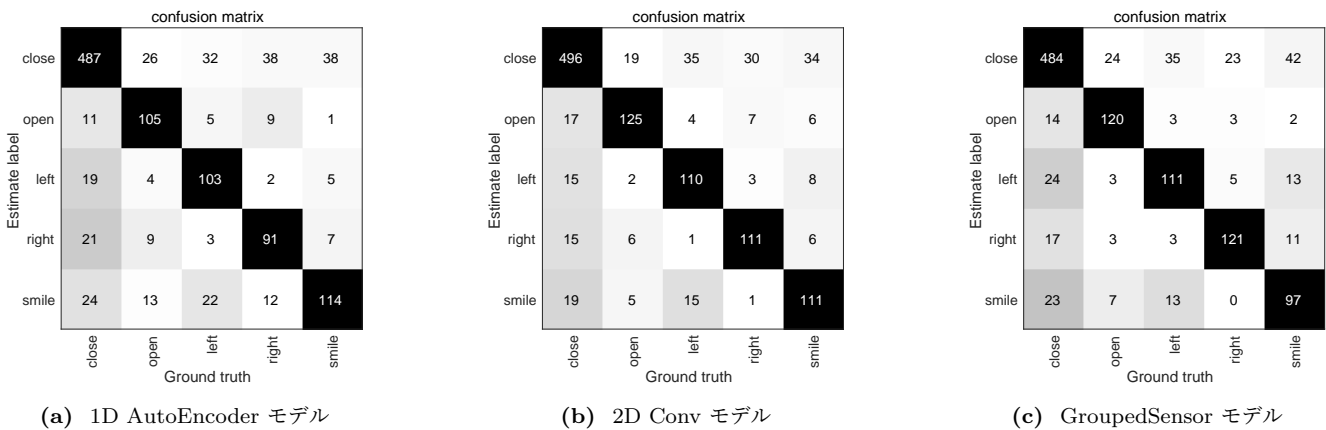 confusion matrix
close 487 26 32 38 38
open 11 105 5 9 1
left 19 4 103 2 5
right 21 9 3 91 7
smile 24 13 22 12 114
Estimate label
close open left right smile
Ground truth
(a) 1D AutoEncoder モデル
confusion matrix
close 496 19 35 30 34
open 17 125 4 7 6
left 15 2 110 3 8
right 15 6 1 111 6
smile 19 5 15 1 111
Estimate label
close open left right smile
Ground truth
(b) 2D Conv モデル
confusion matrix
close 484 24 35 23 42
open 14 120 3 3 2
left 24 3 111 5 13
right 17 3 3 121 11
smile 23 7 13 0 97
Estimate label
close open left right smile
Ground truth
(c) GroupedSensor モデル